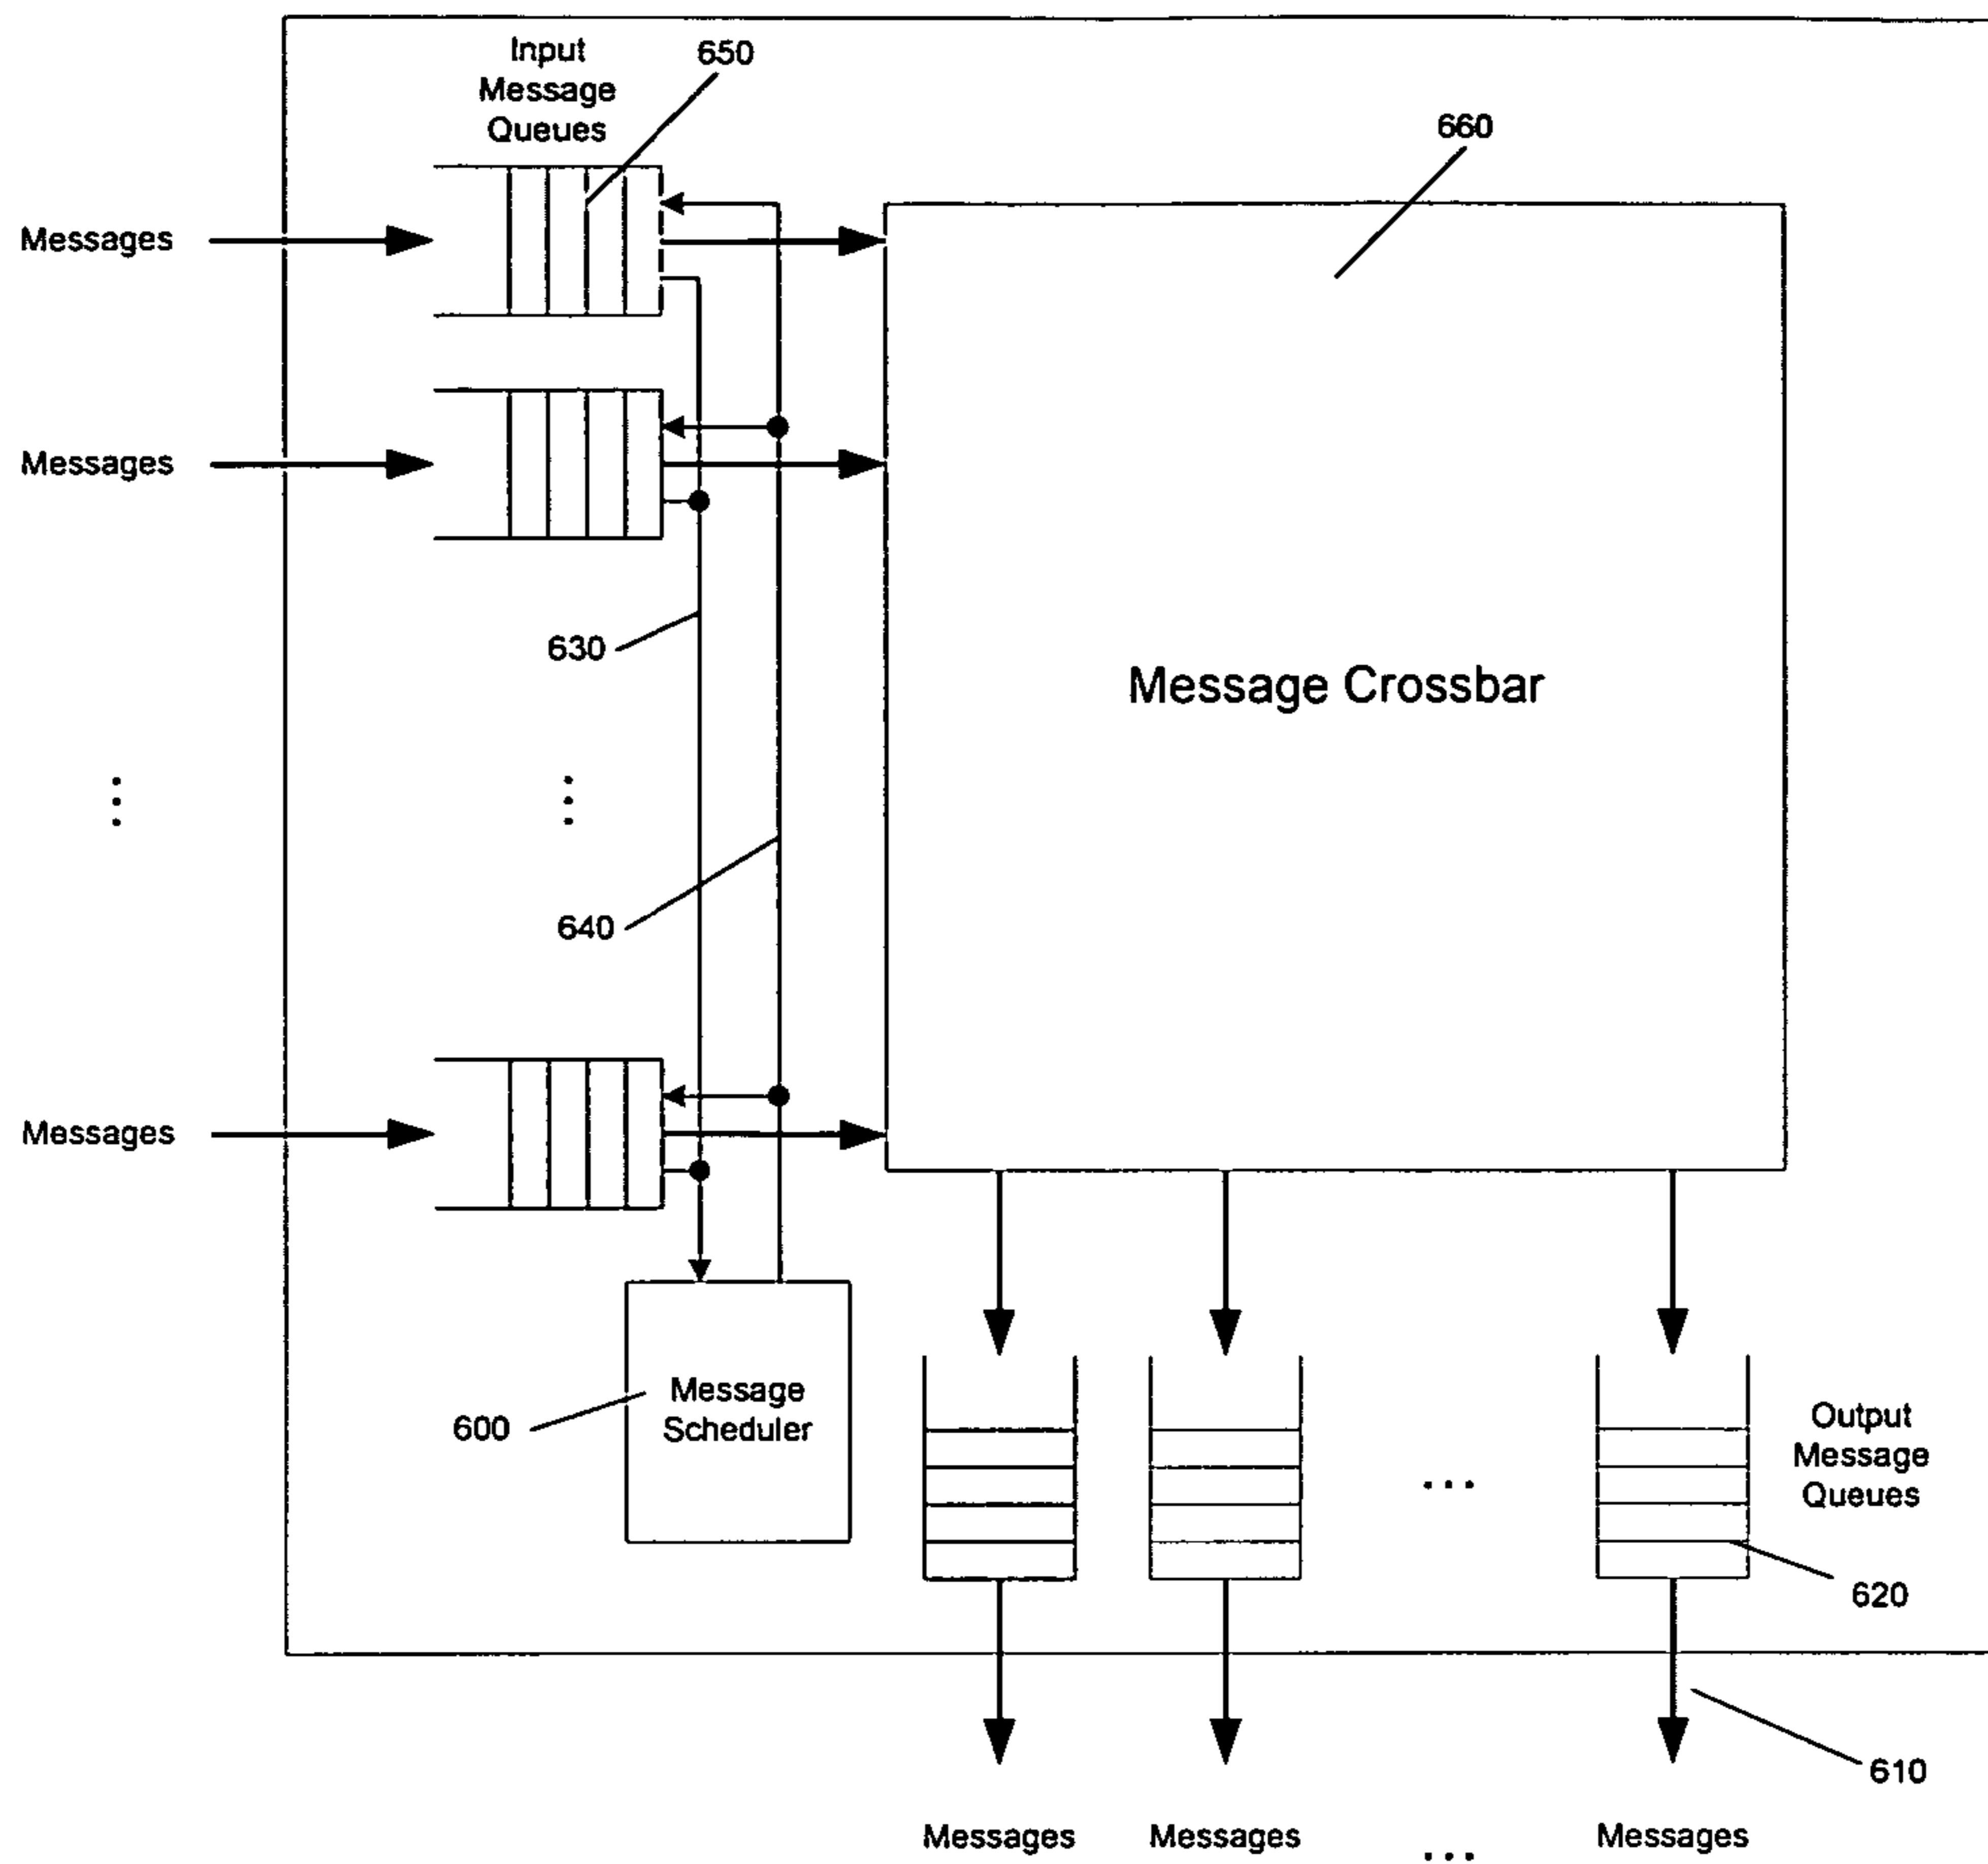 Input
Message
Queues
650
660
Messages
Messages
630
Message Crossbar
⋮
⋮
640
Messages
Message
Scheduler
600
Output
Message
Queues
...
620
610
Messages
Messages
...
Messages